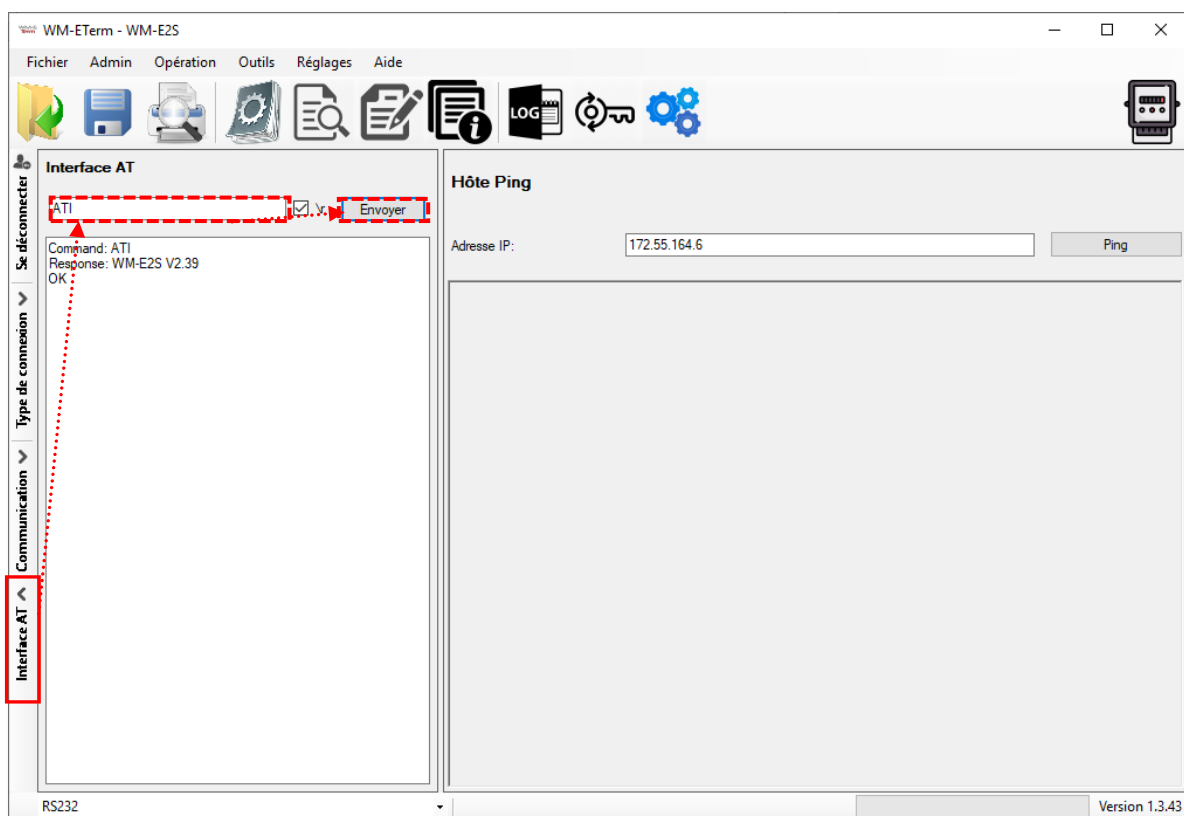 WM-ETerm - WM-E2S
Fichier Admin Opération Outils Réglages Aide
LOG
Se déconnecter
Type de connexion
Communication
Interface AT
Interface AT
ATI
\r
Envoyer
Command: ATI
Response: WM-E2S V2.39
OK
Hôte Ping
Adresse IP: 172.55.164.6 Ping
RS232
Version 1.3.43